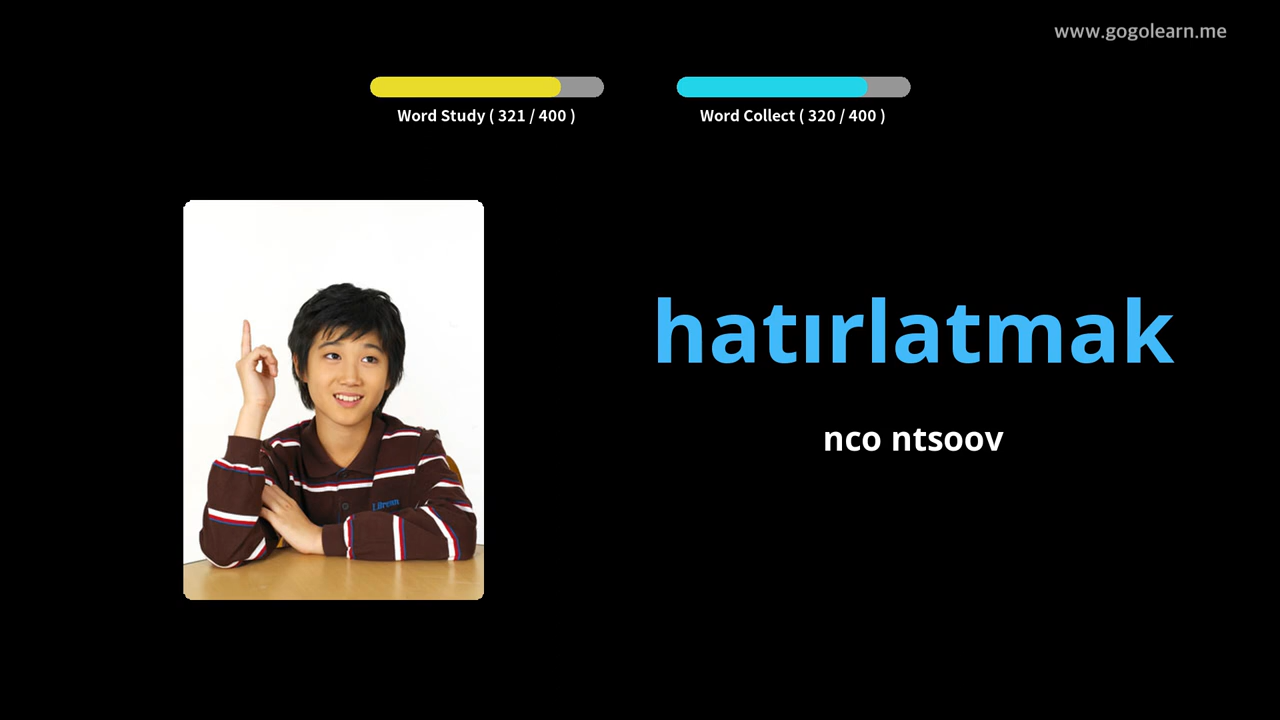 www.gogolearn.me
Word Study ( 321 / 400 )
Word Collect ( 320 / 400 )
hatırlatmak
nco ntsoov